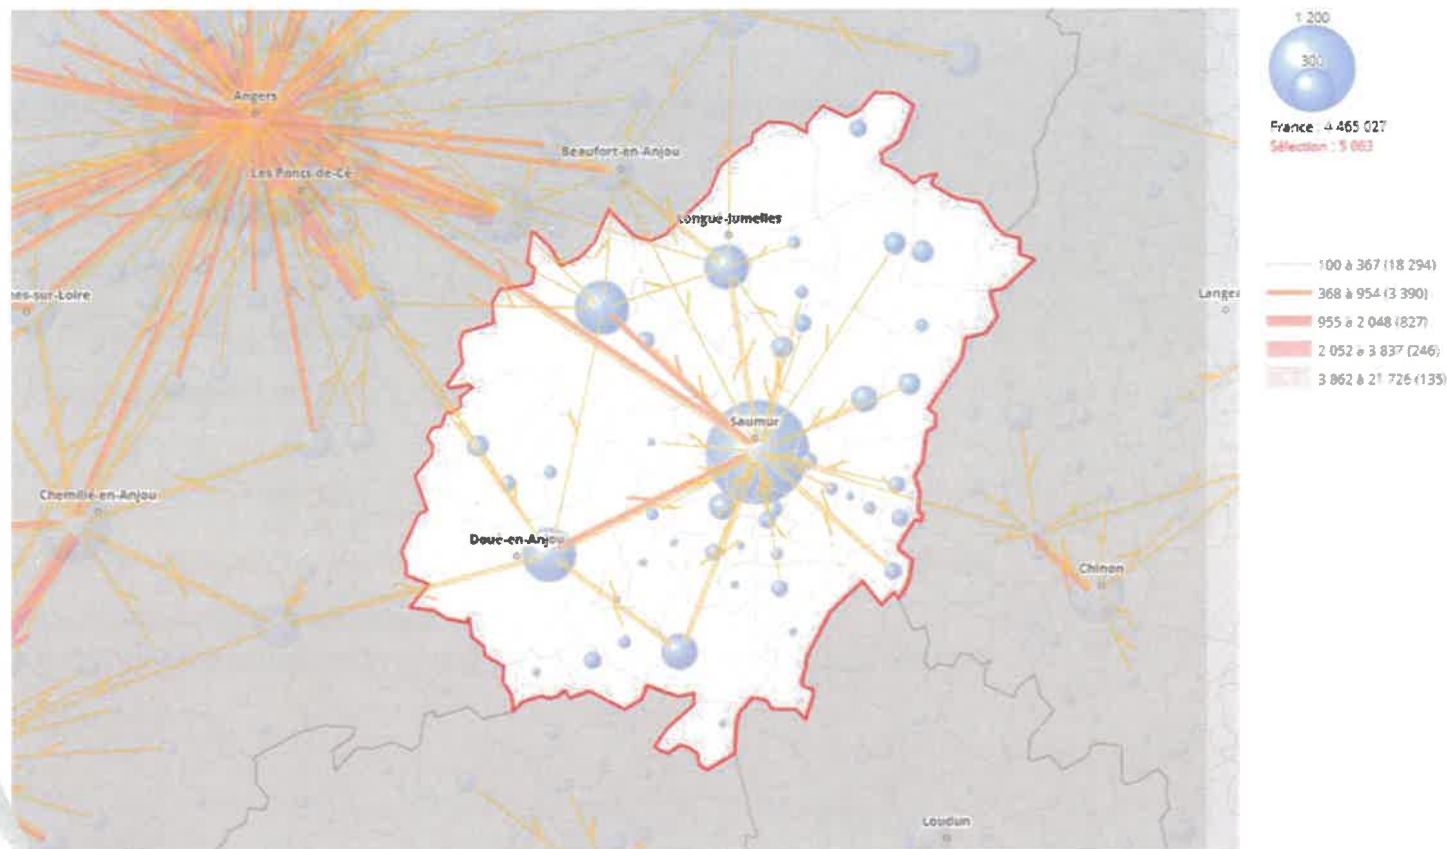 Angers
Les Ponts-de-Cé
Beaufort-en-Anjou
Longué-Jumelles
Saumur
Chemillé-en-Anjou
Doué-en-Anjou
Chinon
Loudun
1 200
300
France : 4 465 027
Sélection : 5 063
100 à 367 (18 294)
368 à 954 (3 390)
955 à 2 048 (827)
2 052 à 3 837 (246)
3 862 à 21 726 (135)